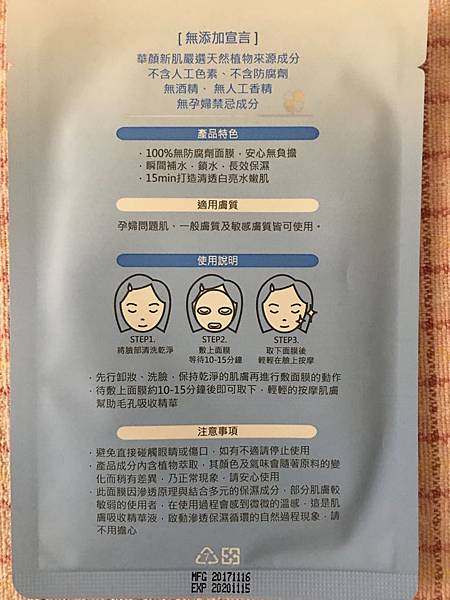 [ 無添加宣言 ]
華顏新肌嚴選天然植物來源成分
不含人工色素、不含防腐劑
無酒精、無人工香精
無孕婦禁忌成分
產品特色
·100%無防腐劑面膜，安心無負擔
·瞬間補水，鎖水，長效保濕
·15min打造清透白亮水嫩肌
適用膚質
孕婦問題肌、一般膚質及敏感膚質皆可使用。
使用說明
STEP1. STEP2. STEP3.
將臉部清洗乾淨 敷上面膜 取下面膜後
等待10-15分鐘 輕輕在臉上按摩
·先行卸妝、洗臉，保持乾淨的肌膚再進行敷面膜的動作
·待敷上面膜約10-15分鐘後即可取下，輕輕的按摩肌膚
幫助毛孔吸收精華
注意事項
·避免直接碰觸眼睛或傷口，如有不適請停止使用
·產品成分內含植物萃取，其顏色及氣味會隨著原料的變
化而稍有差異，乃正常現象，請安心使用
·此面膜因滲透原理與結合多元的保濕成分，部分肌膚較
敏弱的使用者，在使用過程會感到微微的溫感，這是肌
膚吸收精華液，啟動滲透保濕循環的自然過程現象，請
不用擔心
7
MFG 20171116
EXP 20201115